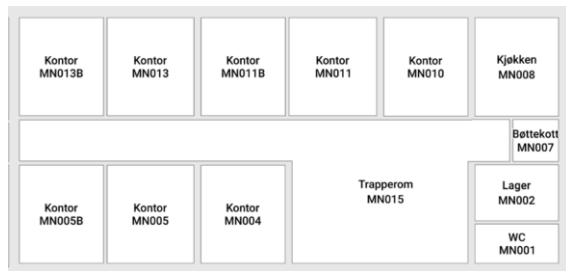 Kontor
MN013B
Kontor
MN013
Kontor
MN011B
Kontor
MN011
Kontor
MN010
Kjøkken
MN008
Bøttekott
MN007
Kontor
MN005B
Kontor
MN005
Kontor
MN004
Trapperom
MN015
Lager
MN002
WC
MN001